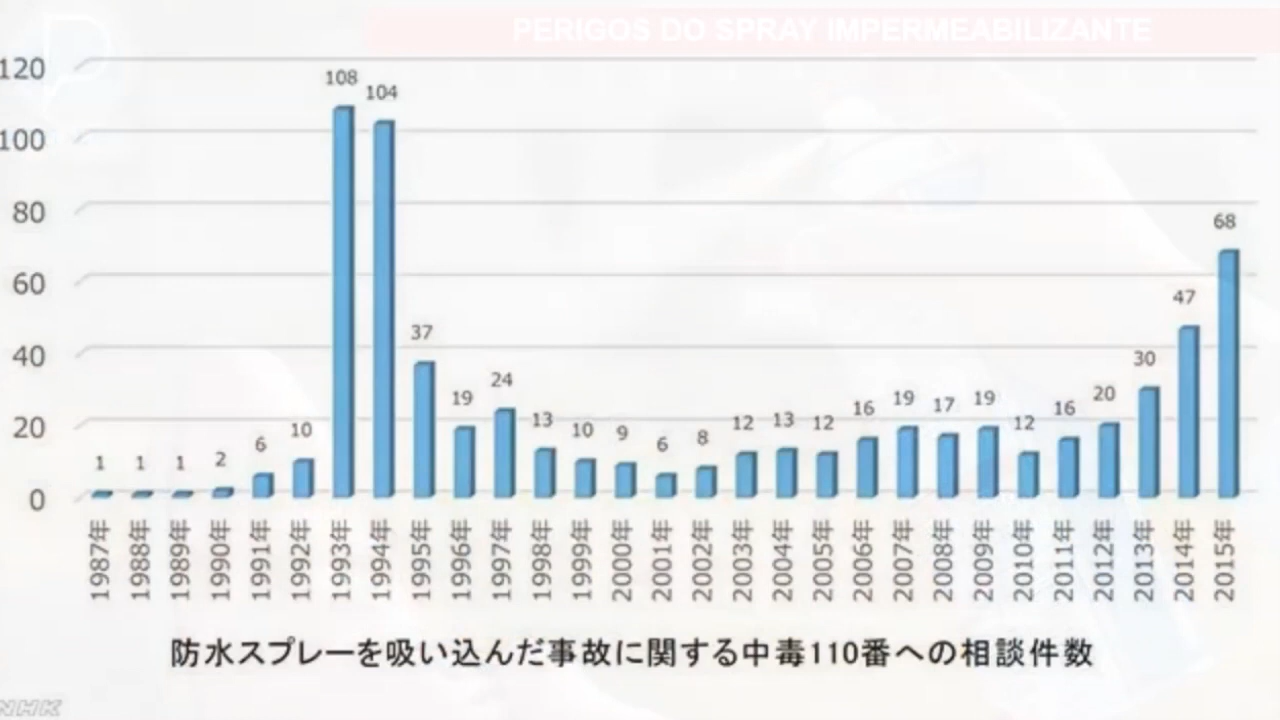 PERIGOS DO SPRAY IMPERMEABILIZANTE
120
100
80
60
40
20
0
1 1 1 2 6 10 108 104 37 19 24 13 10 9 6 8 12 13 12 16 19 17 19 12 16 20 30 47 68
1987年 1988年 1989年 1990年 1991年 1992年 1993年 1994年 1995年 1996年 1997年 1998年 1999年 2000年 2001年 2002年 2003年 2004年 2005年 2006年 2007年 2008年 2009年 2010年 2011年 2012年 2013年 2014年 2015年
防水スプレーを吸い込んだ事故に関する中毒110番への相談件数
NHK